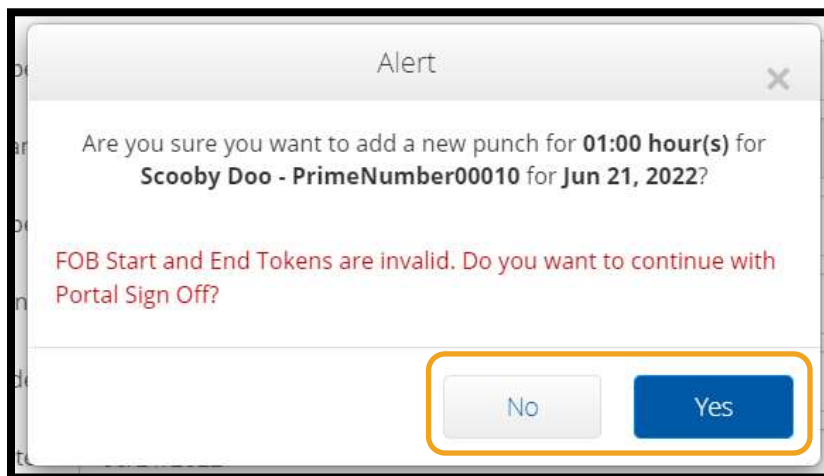 Alert
×
Are you sure you want to add a new punch for 01:00 hour(s) for
Scooby Doo - PrimeNumber00010 for Jun 21, 2022?
FOB Start and End Tokens are invalid. Do you want to continue with
Portal Sign Off?
No
Yes